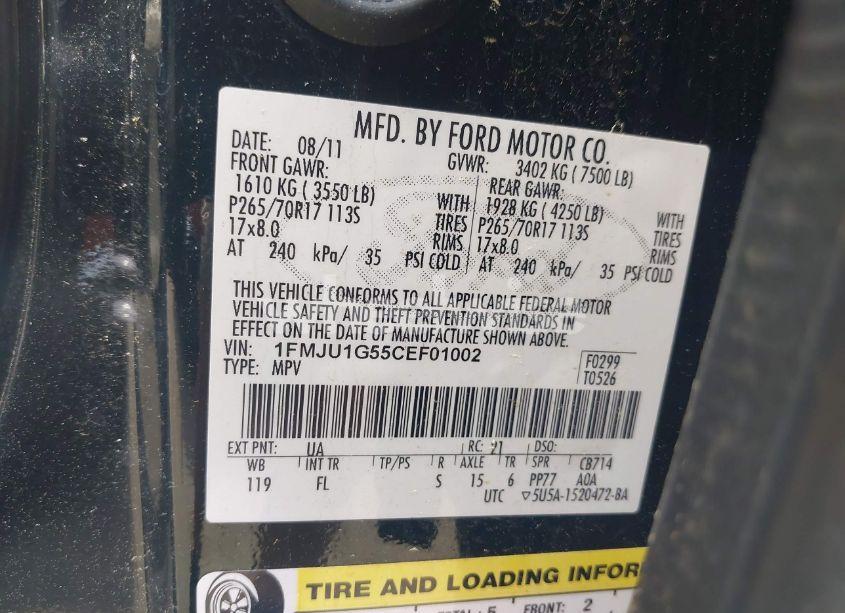 MFD. BY FORD MOTOR CO.
DATE: 08/11 GVWR: 3402 KG ( 7500 LB)
FRONT GAWR: REAR GAWR:
1610 KG ( 3550 LB) WITH 1928 KG ( 4250 LB) WITH
P265/70R17 113S TIRES P265/70R17 113S TIRES
17x8.0 RIMS 17x8.0 RIMS
AT 240 kPa/ 35 PSI COLD AT 240 kPa/ 35 PSI COLD
THIS VEHICLE CONFORMS TO ALL APPLICABLE FEDERAL MOTOR
VEHICLE SAFETY AND THEFT PREVENTION STANDARDS IN
EFFECT ON THE DATE OF MANUFACTURE SHOWN ABOVE.
VIN: 1FMJU1G55CEF01002 F0299
TYPE: MPV T0526
EXT PNT: UA RC: 21 DSO:
WB INT TR TP/PS R AXLE TR SPR CB714
119 FL S 15 6 PP77 AOA
UTC ▽5U5A-1520472-BA
TIRE AND LOADING INFOR
FRONT: 2